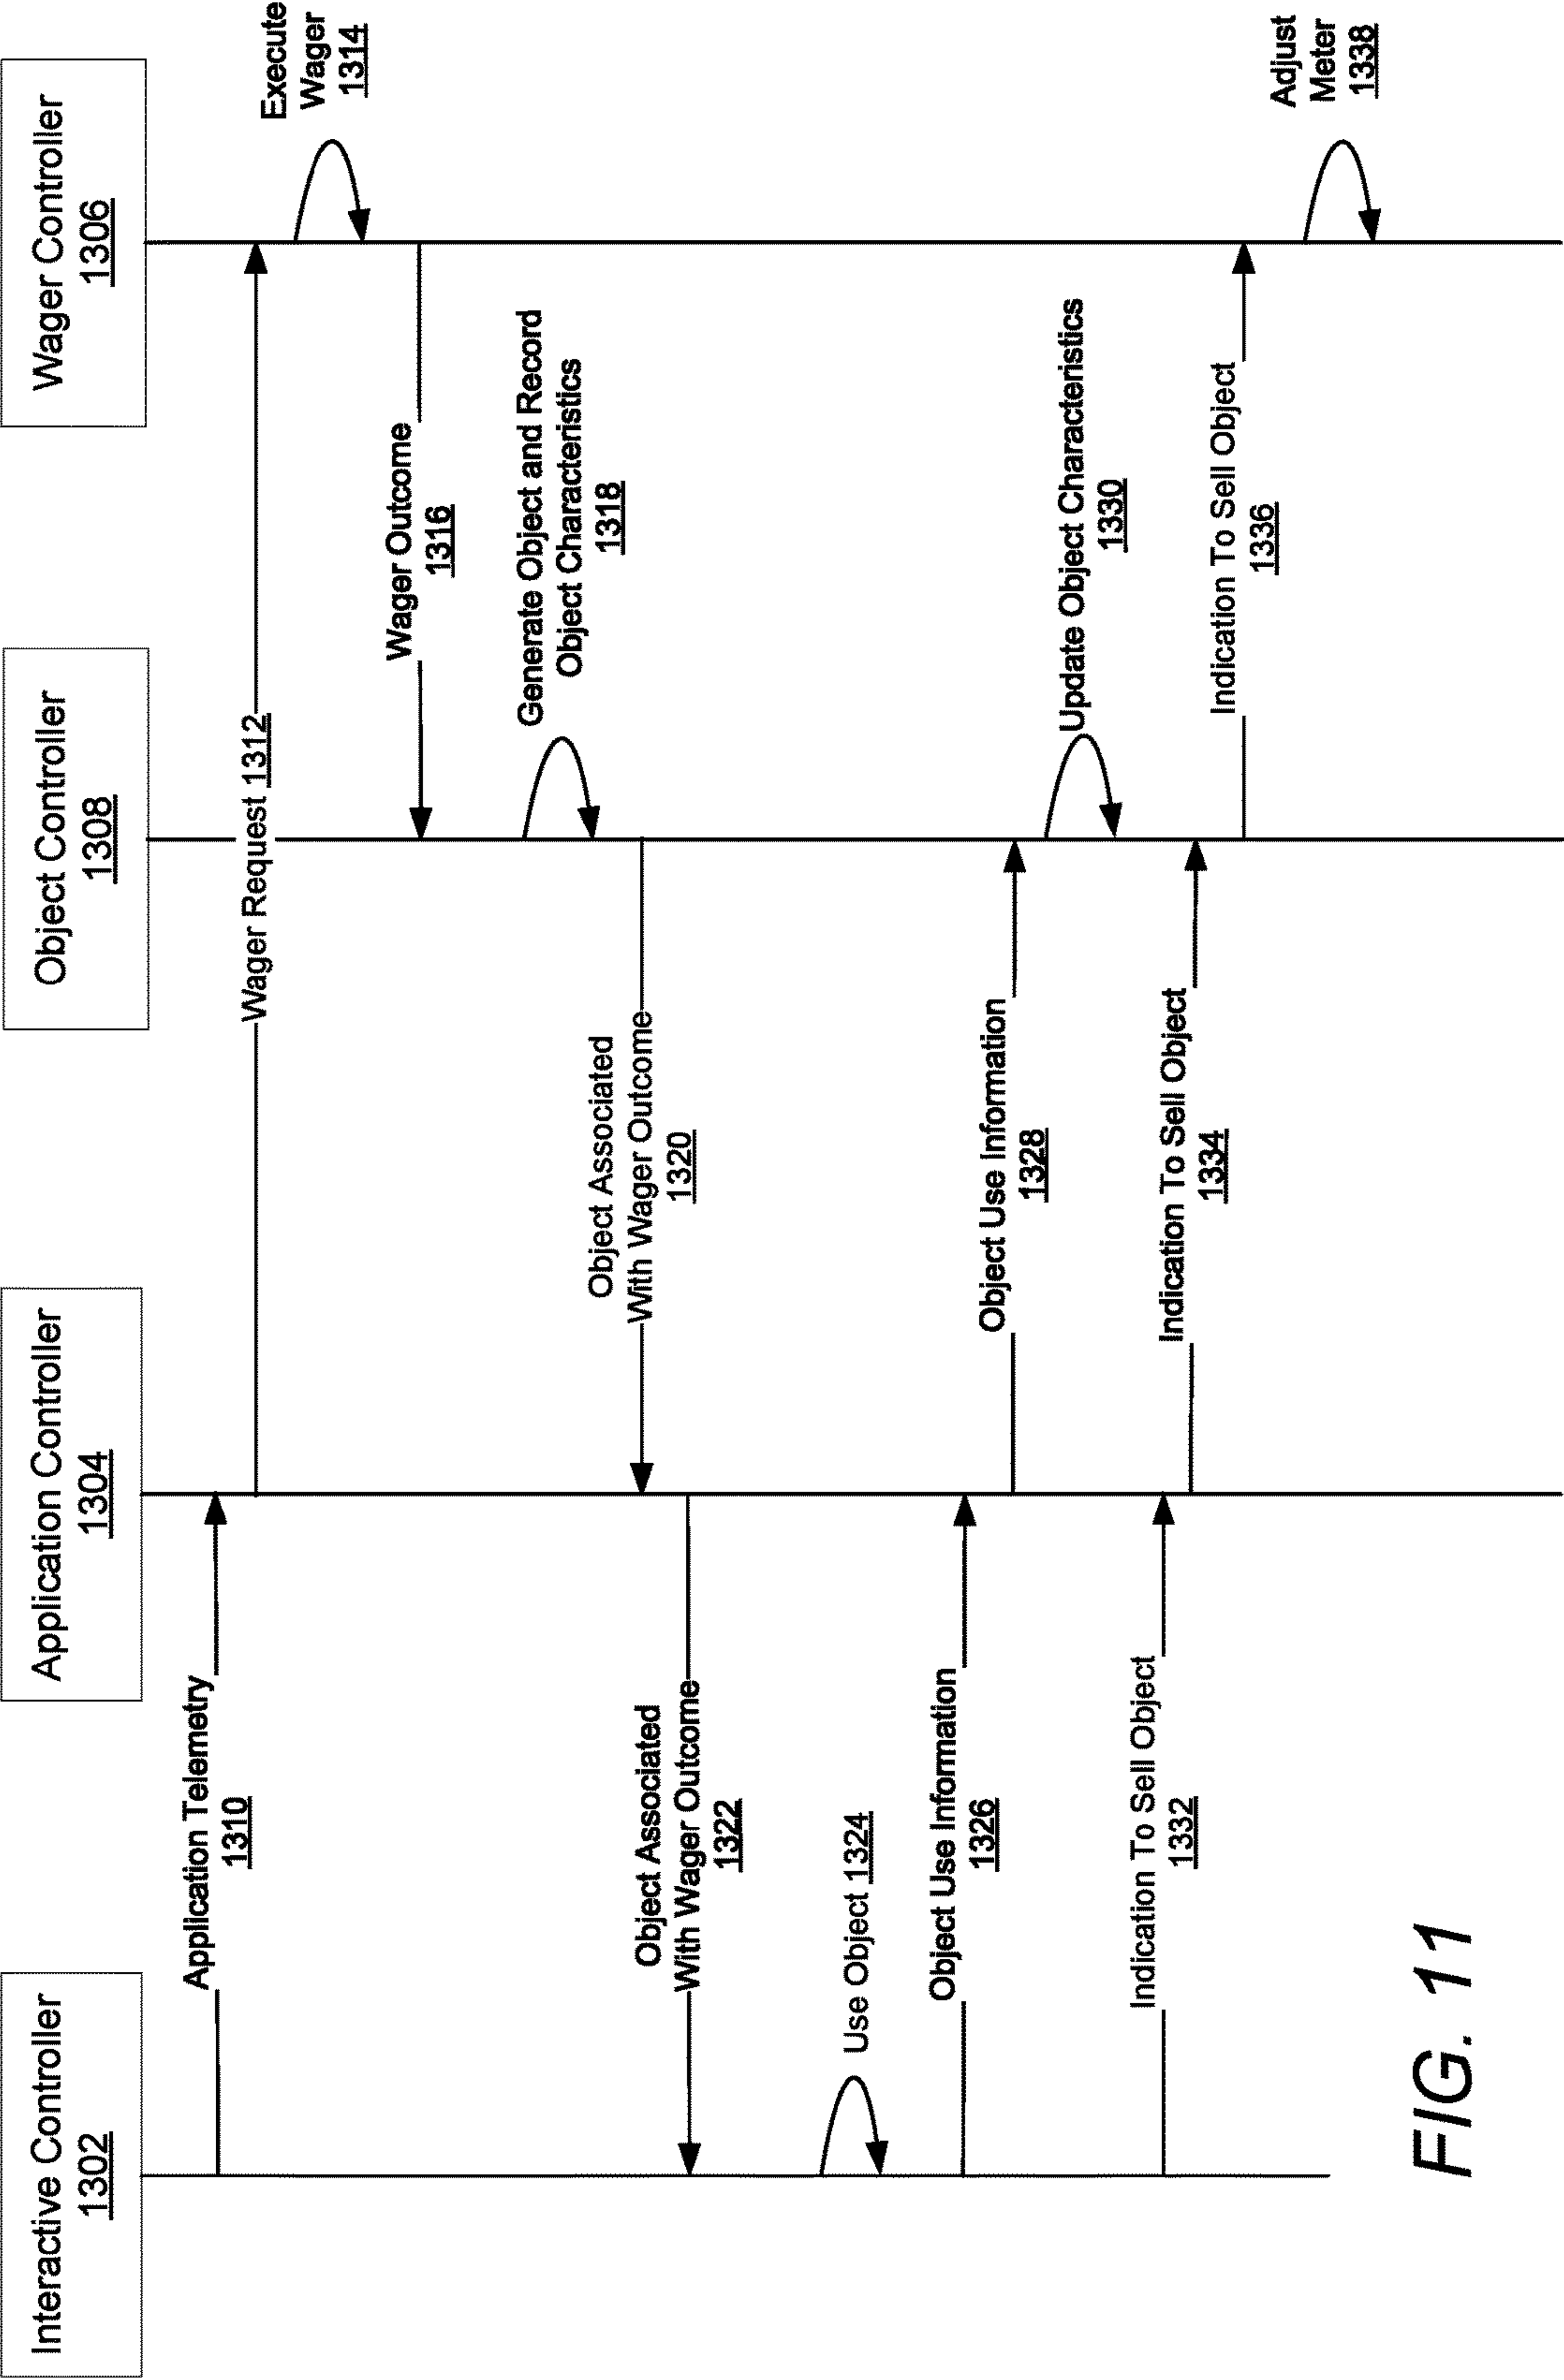 Interactive Controller
1302
Application Controller
1304
Object Controller
1308
Wager Controller
1306
Application Telemetry
1310
Wager Request 1312
Execute
Wager
1314
Wager Outcome
1316
Generate Object and Record
Object Characteristics
1318
Object Associated
With Wager Outcome
1320
Object Associated
With Wager Outcome
1322
Use Object 1324
Object Use Information
1326
Object Use Information
1328
Update Object Characteristics
1330
Indication To Sell Object
1332
Indication To Sell Object
1334
Indication To Sell Object
1336
Adjust
Meter
1338
FIG. 11